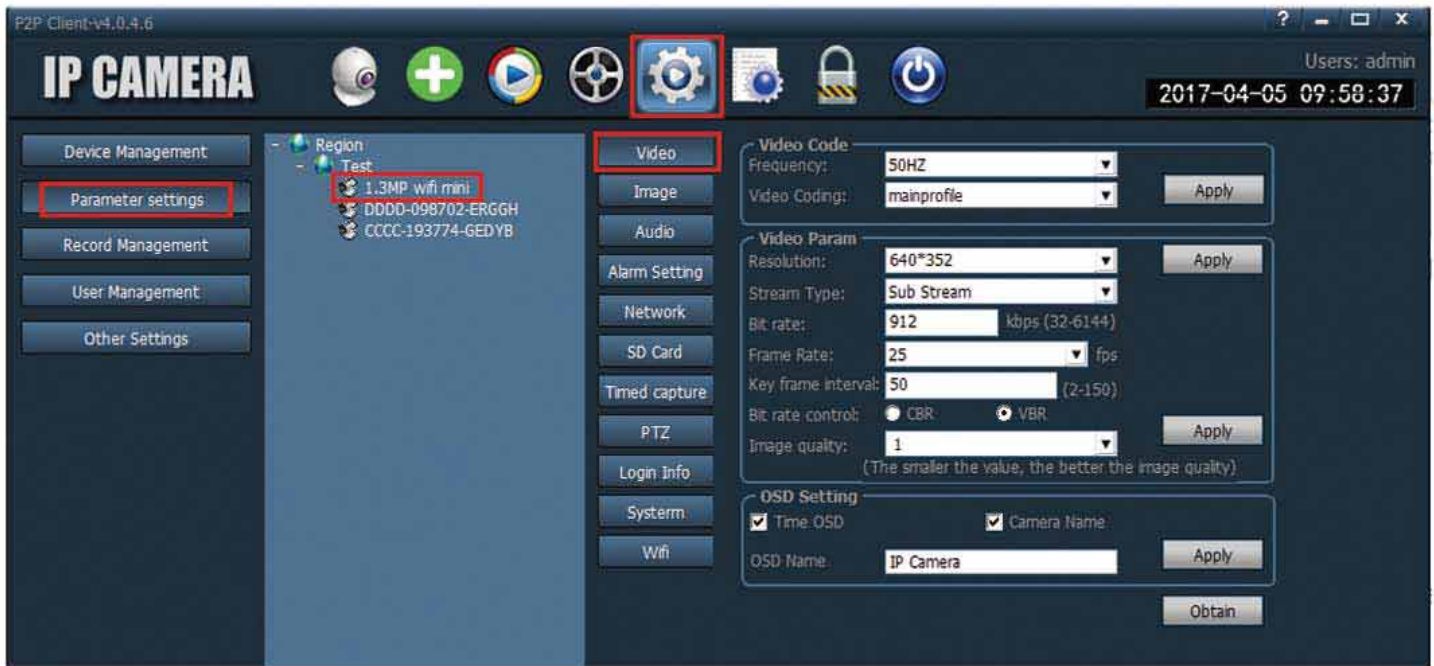 P2P Client-v4.0.4.6
IP CAMERA
Users: admin
2017-04-05 09:58:37
Device Management
Parameter settings
Record Management
User Management
Other Settings
Region
Test
1.3MP wifi mini
DDDD-098702-ERGGH
CCCC-193774-GEDYB
Video
Image
Audio
Alarm Setting
Network
SD Card
Timed capture
PTZ
Login Info
Systerm
Wifi
Video Code
Frequency: 50HZ
Video Coding: mainprofile Apply
Video Param
Resolution: 640*352 Apply
Stream Type: Sub Stream
Bit rate: 912 kbps (32-6144)
Frame Rate: 25 fps
Key frame interval: 50 (2-150)
Bit rate control: CBR VBR
Image quality: 1 Apply
(The smaller the value, the better the image quality)
OSD Setting
Time OSD Camera Name
OSD Name IP Camera Apply
Obtain